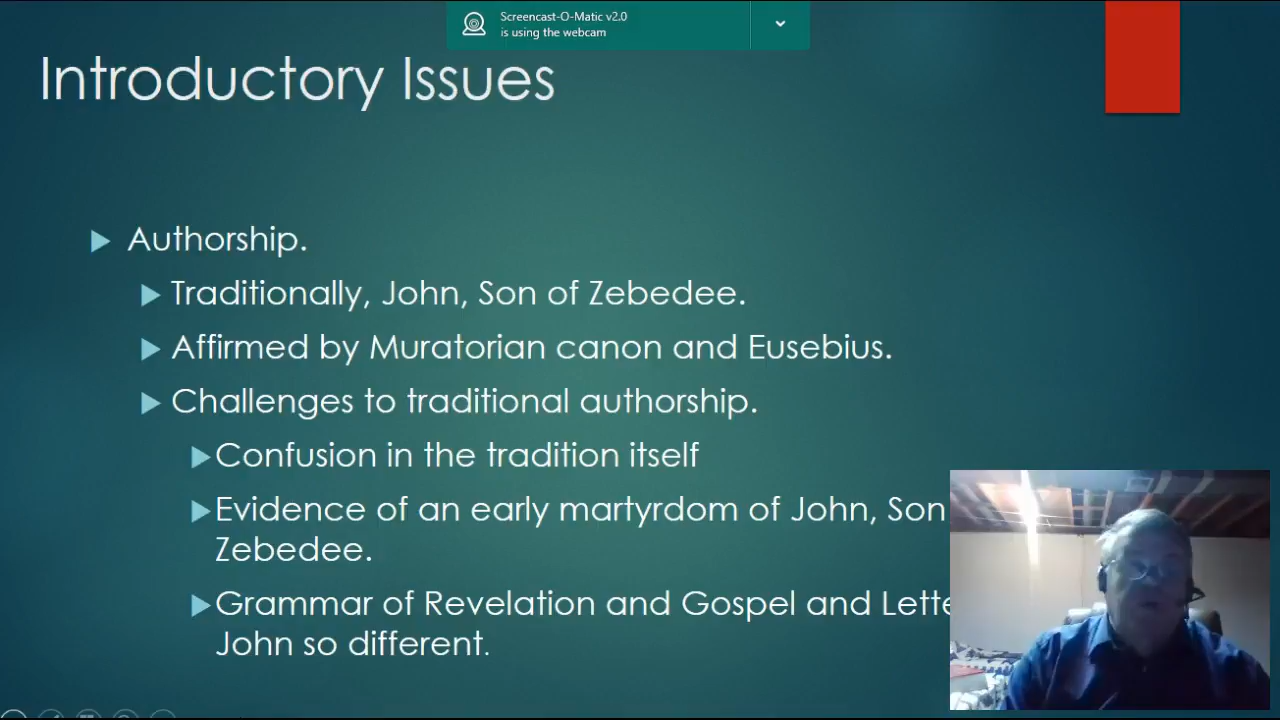 Screencast-O-Matic v2.0
is using the webcam
Introductory Issues
Authorship.
Traditionally, John, Son of Zebedee.
Affirmed by Muratorian canon and Eusebius.
Challenges to traditional authorship.
Confusion in the tradition itself
Evidence of an early martyrdom of John, Son
Zebedee.
Grammar of Revelation and Gospel and
John so different.